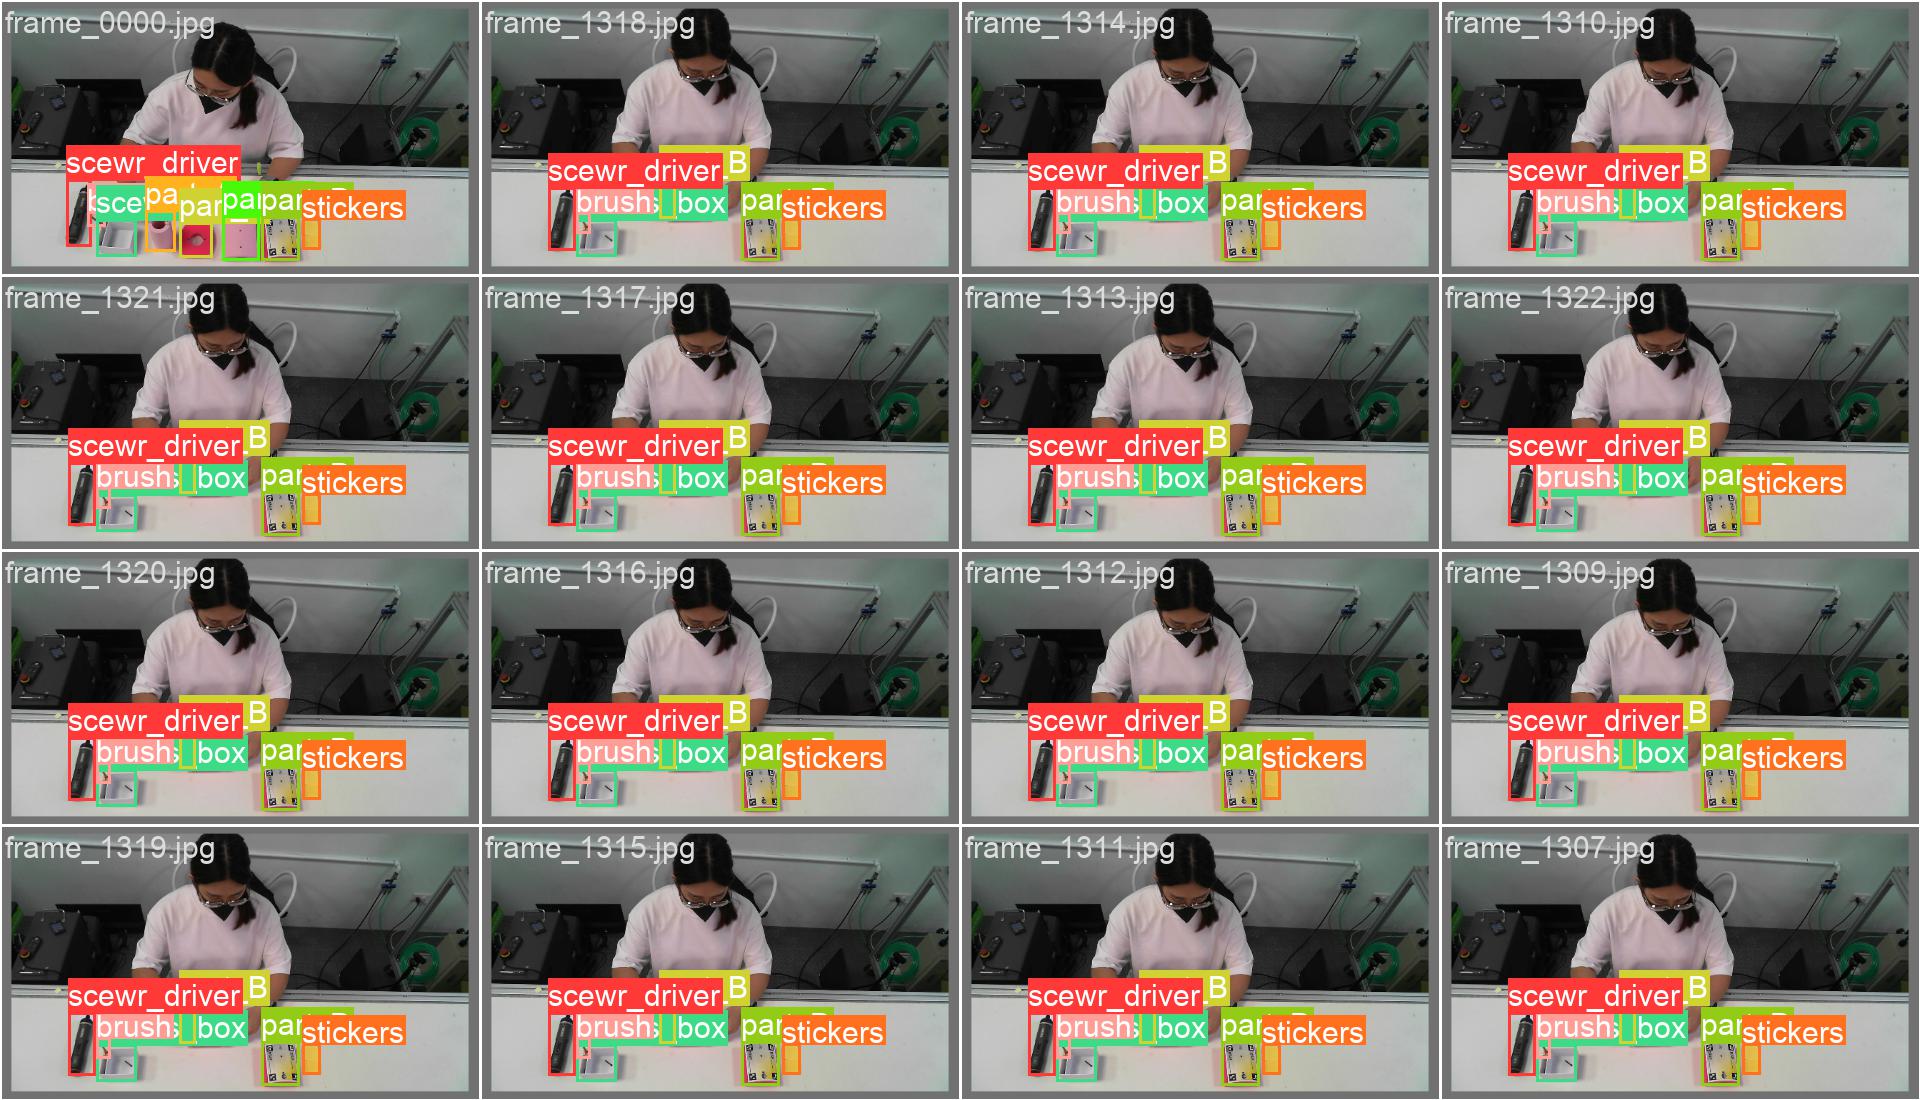 frame_0000.jpg
scewr_driver
scew pa par par par stickers
frame_1318.jpg
scewr_driver B
brush box par stickers
frame_1314.jpg
scewr_driver B
brush box par stickers
frame_1310.jpg
scewr_driver B
brush box par stickers
frame_1321.jpg
scewr_driver B
brush box par stickers
frame_1317.jpg
scewr_driver B
brush box par stickers
frame_1313.jpg
scewr_driver B
brush box par stickers
frame_1322.jpg
scewr_driver B
brush box par stickers
frame_1320.jpg
scewr_driver B
brush box par stickers
frame_1316.jpg
scewr_driver B
brush box par stickers
frame_1312.jpg
scewr_driver B
brush box par stickers
frame_1309.jpg
scewr_driver B
brush box par stickers
frame_1319.jpg
scewr_driver B
brush box par stickers
frame_1315.jpg
scewr_driver B
brush box par stickers
frame_1311.jpg
scewr_driver B
brush box par stickers
frame_1307.jpg
scewr_driver B
brush box par stickers